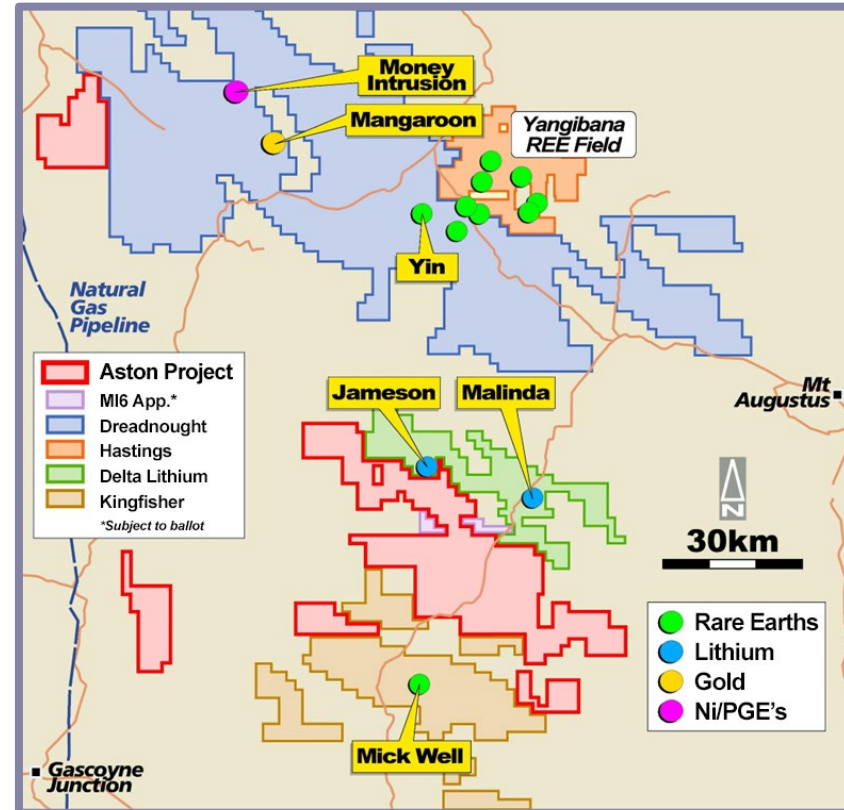 Money
Intrusion
Mangaroon
Yangibana
REE Field
Yin
Natural
Gas
Pipeline
Aston Project
MI6 App.*
Dreadnought
Hastings
Delta Lithium
Kingfisher
*Subject to ballot
Jameson
Malinda
Mt
Augustus
N
30km
Rare Earths
Lithium
Gold
Ni/PGE's
Mick Well
Gascoyne
Junction